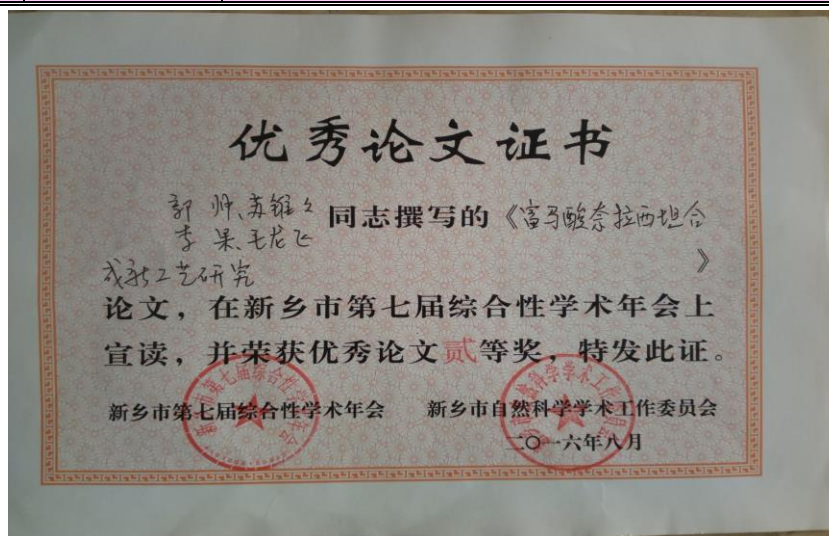 优秀论文证书
郭帅、苏维之 同志撰写的《富马酸奈拉西坦合
李果、毛龙飞
成新工艺研究》
论文，在新乡市第七届综合性学术年会上
宣读，并荣获优秀论文贰等奖，特发此证。
新乡市第七届综合性学术年会 新乡市自然科学学术工作委员会
二〇一六年八月